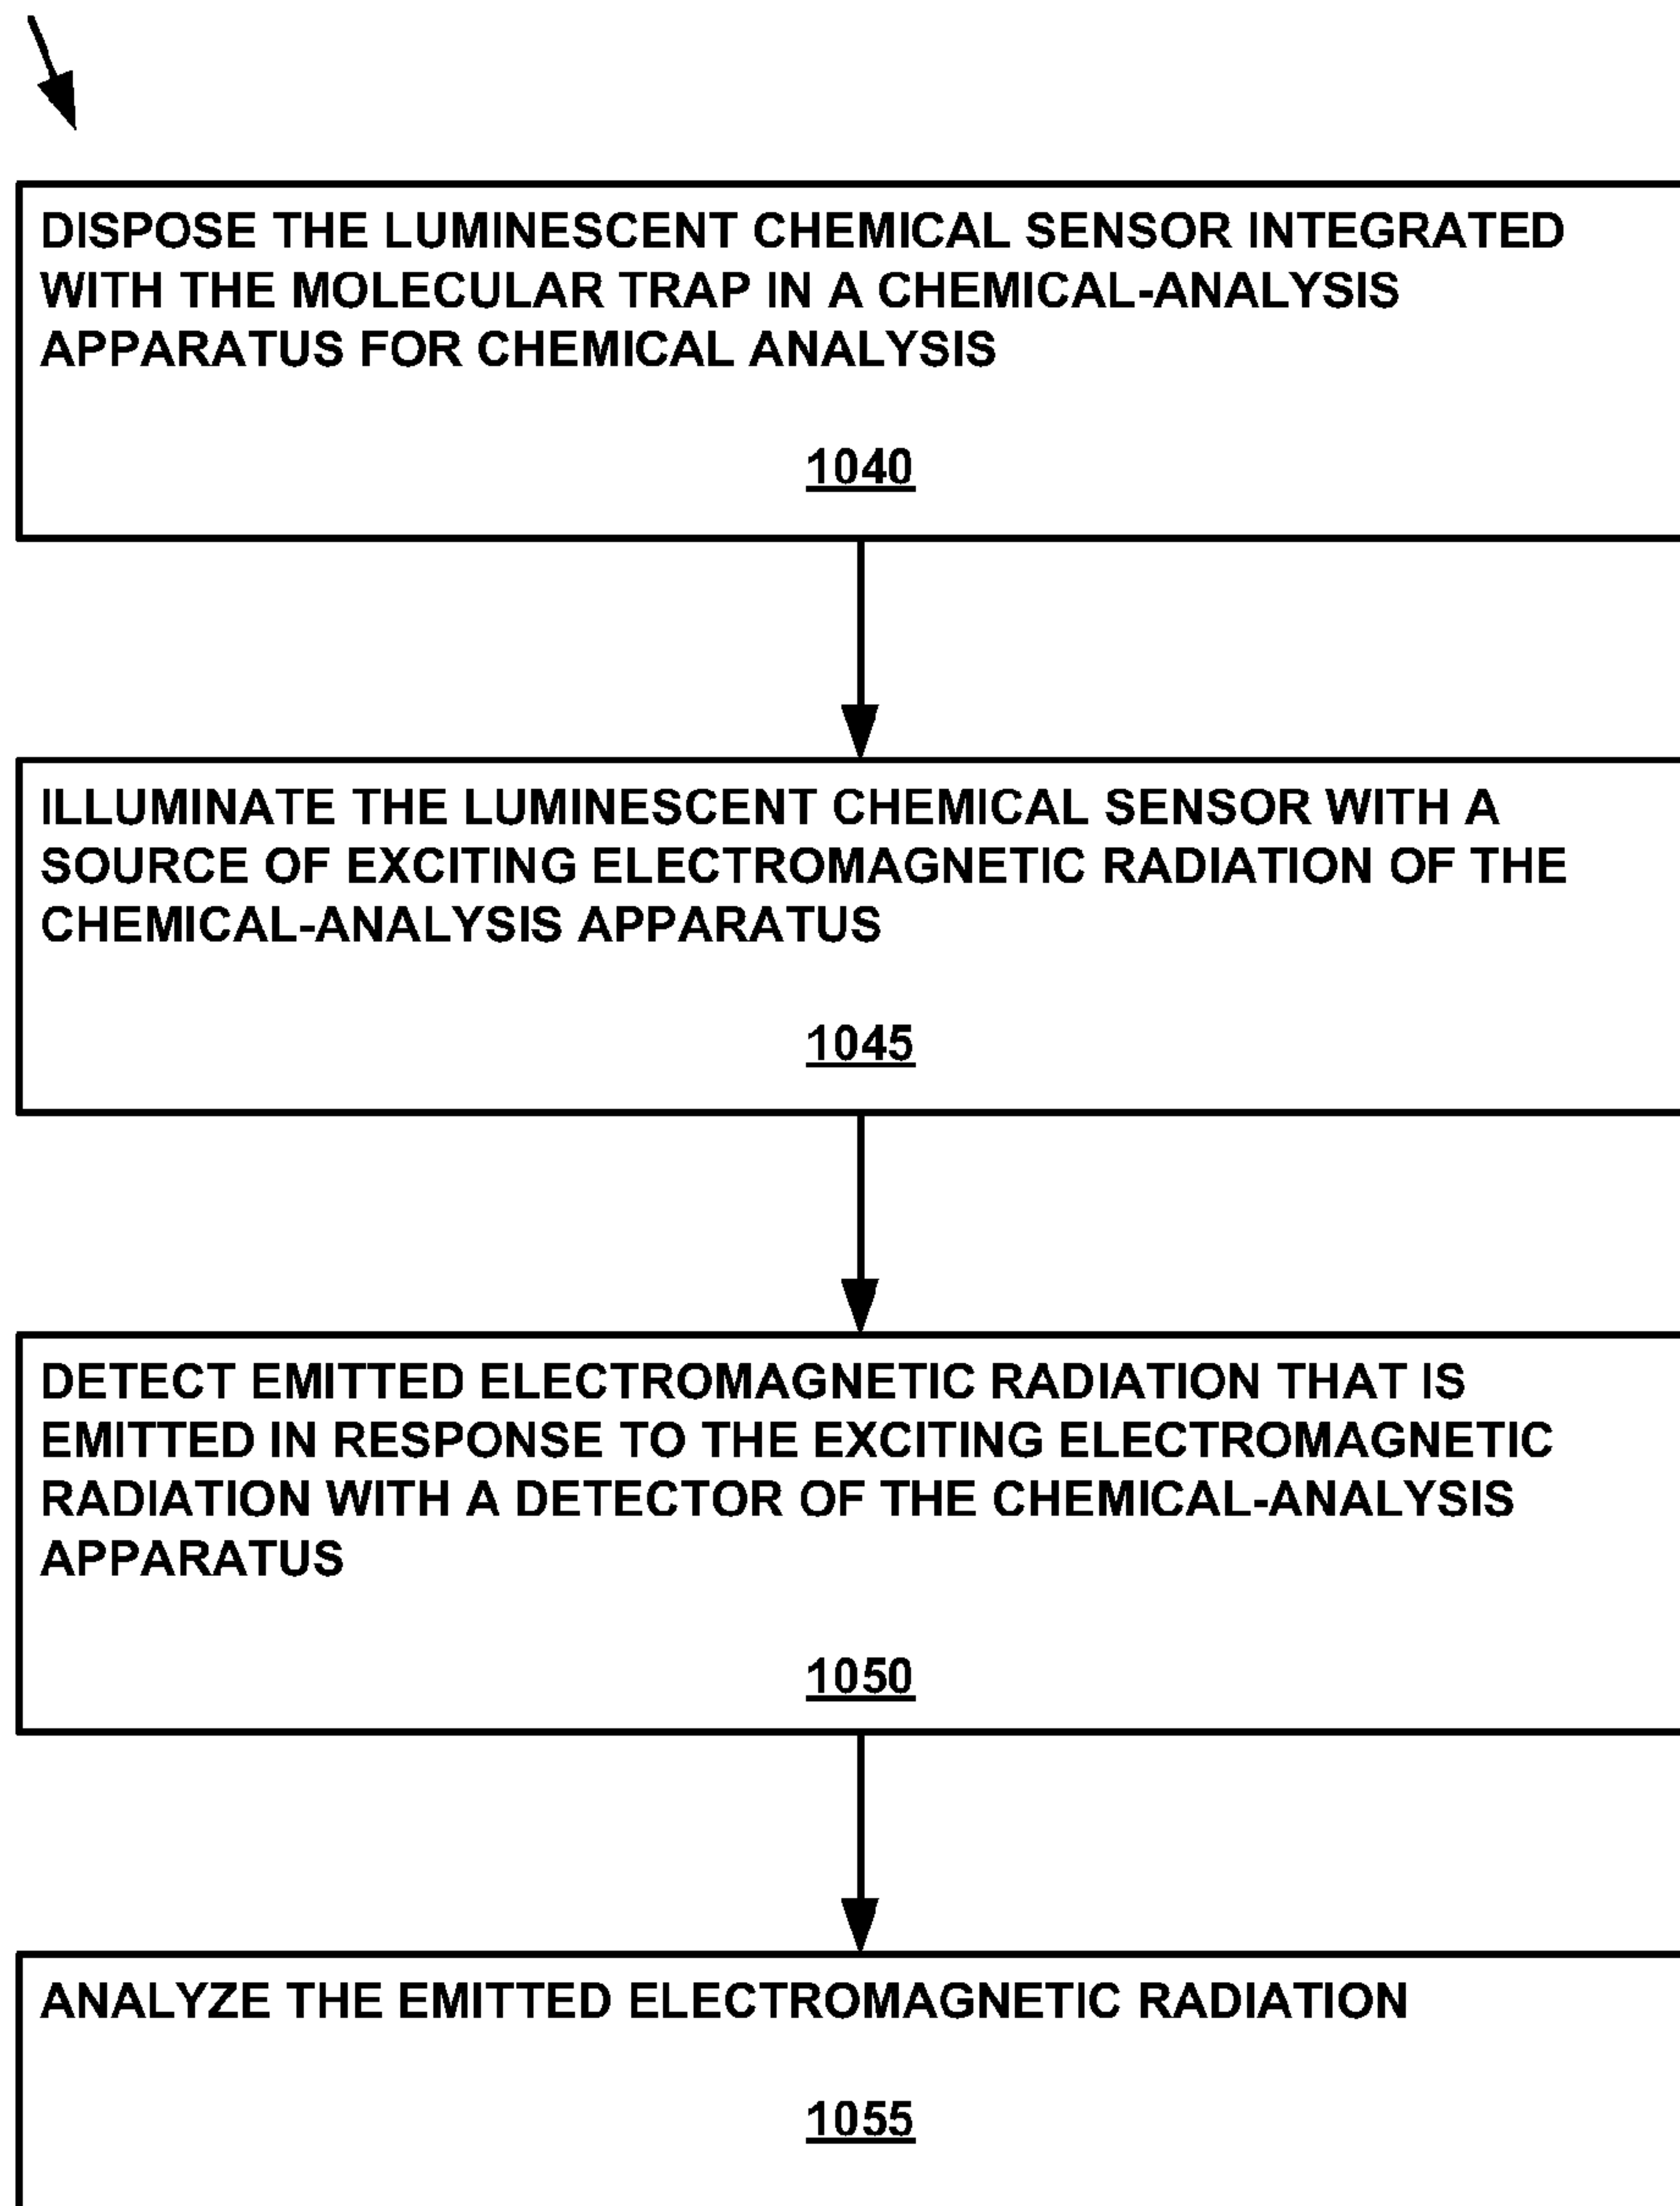 DISPOSE THE LUMINESCENT CHEMICAL SENSOR INTEGRATED
WITH THE MOLECULAR TRAP IN A CHEMICAL-ANALYSIS
APPARATUS FOR CHEMICAL ANALYSIS
1040
ILLUMINATE THE LUMINESCENT CHEMICAL SENSOR WITH A
SOURCE OF EXCITING ELECTROMAGNETIC RADIATION OF THE
CHEMICAL-ANALYSIS APPARATUS
1045
DETECT EMITTED ELECTROMAGNETIC RADIATION THAT IS
EMITTED IN RESPONSE TO THE EXCITING ELECTROMAGNETIC
RADIATION WITH A DETECTOR OF THE CHEMICAL-ANALYSIS
APPARATUS
1050
ANALYZE THE EMITTED ELECTROMAGNETIC RADIATION
1055